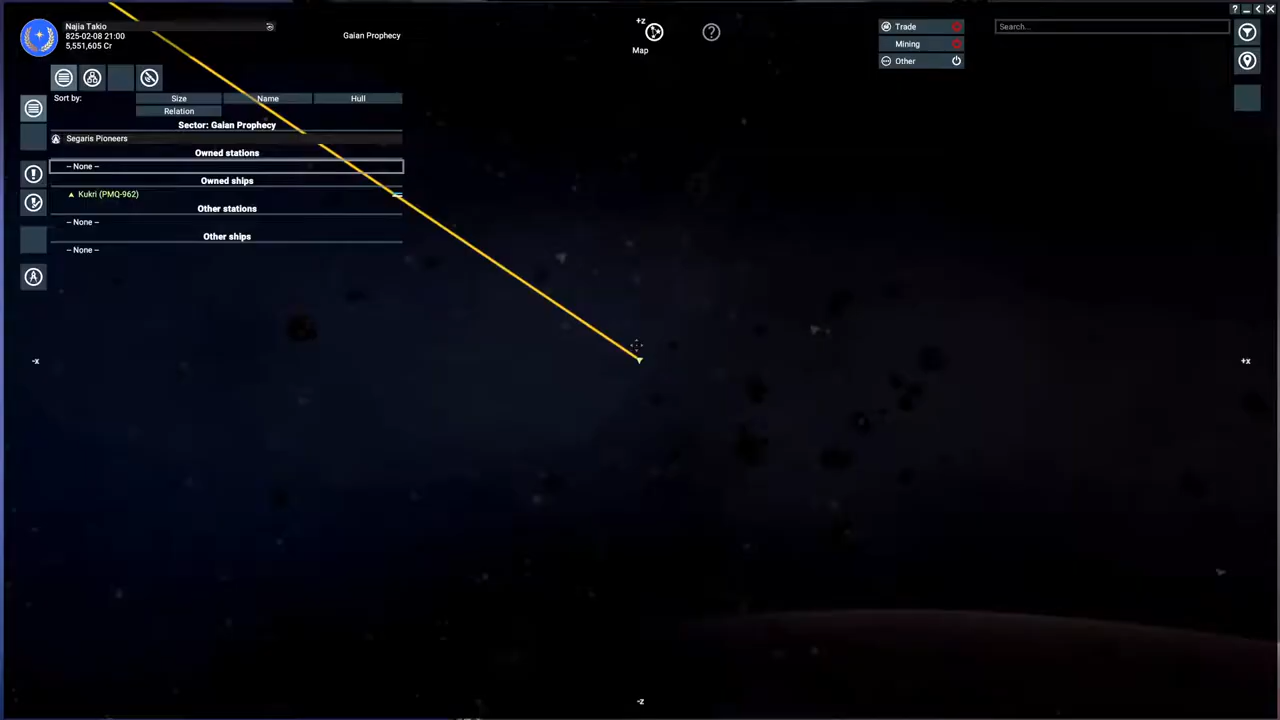 Najia Takio
825-02-08 21:00
5,551,605 Cr
Gaian Prophecy
+z
Map
Trade
Mining
Other
Search...
Sort by:
Size
Name
Hull
Relation
Sector: Gaian Prophecy
Segaris Pioneers
Owned stations
-- None --
Owned ships
Kukri (PMQ-962)
Other stations
-- None --
Other ships
-- None --
-x
+x
-z